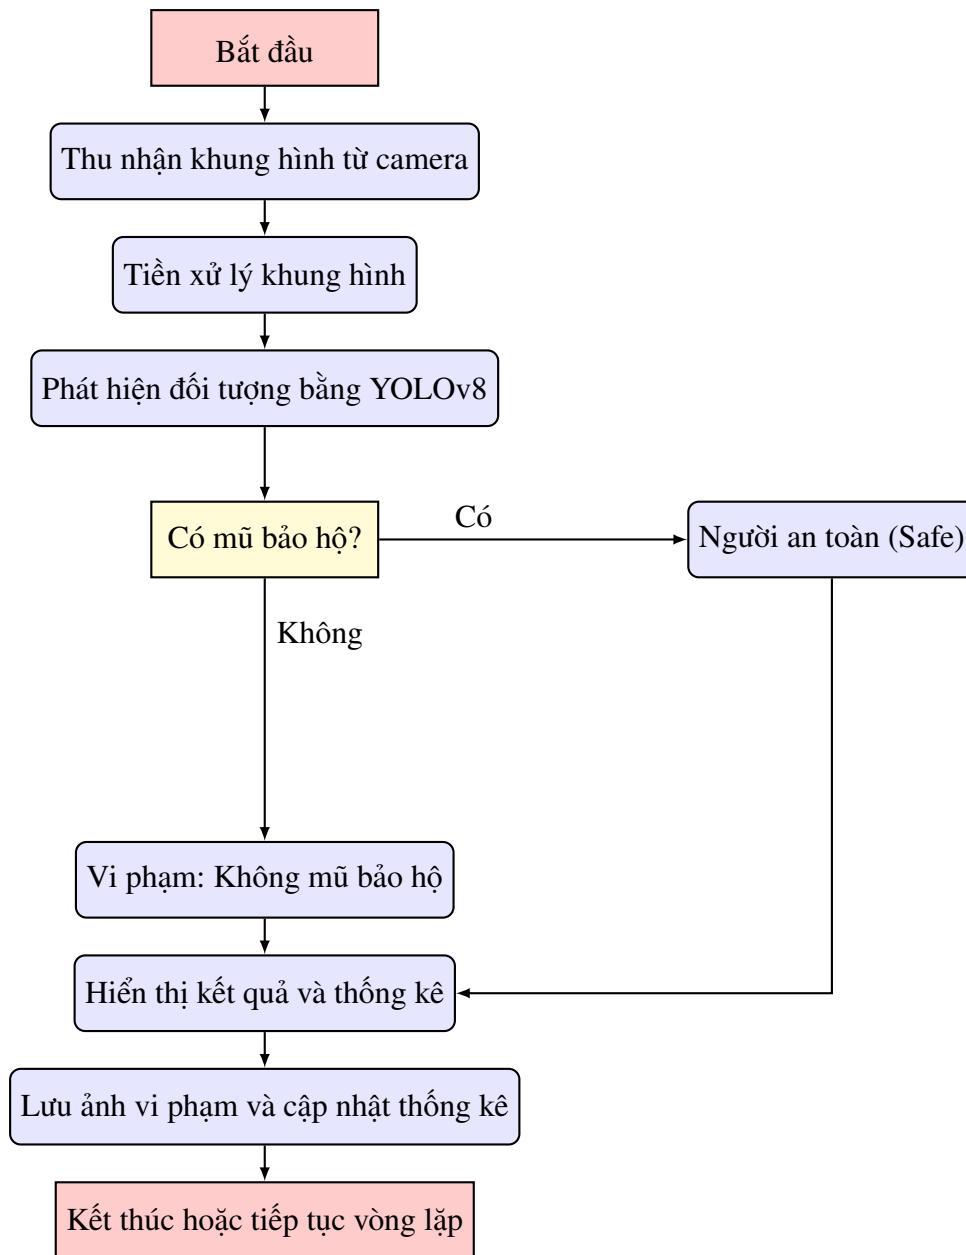 Bắt đầu
Thu nhận khung hình từ camera
Tiền xử lý khung hình
Phát hiện đối tượng bằng YOLOv8
Có mũ bảo hộ?
Có
Người an toàn (Safe)
Không
Vi phạm: Không mũ bảo hộ
Hiển thị kết quả và thống kê
Lưu ảnh vi phạm và cập nhật thống kê
Kết thúc hoặc tiếp tục vòng lặp